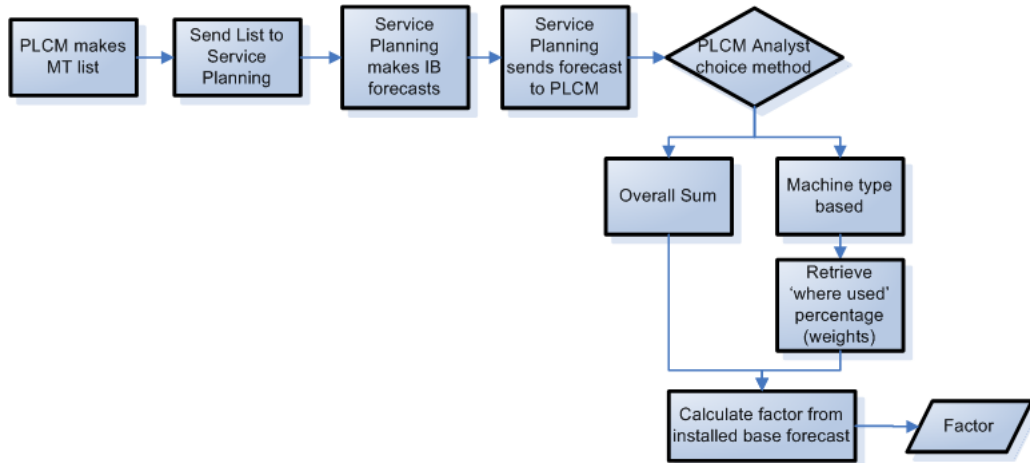 PLCM makes
MT list
Send List to
Service
Planning
Service
Planning
makes IB
forecasts
Service
Planning
sends forecast
to PLCM
PLCM Analyst
choice method
Overall Sum
Machine type
based
Retrieve
‘where used’
percentage
(weights)
Calculate factor from
installed base forecast
Factor